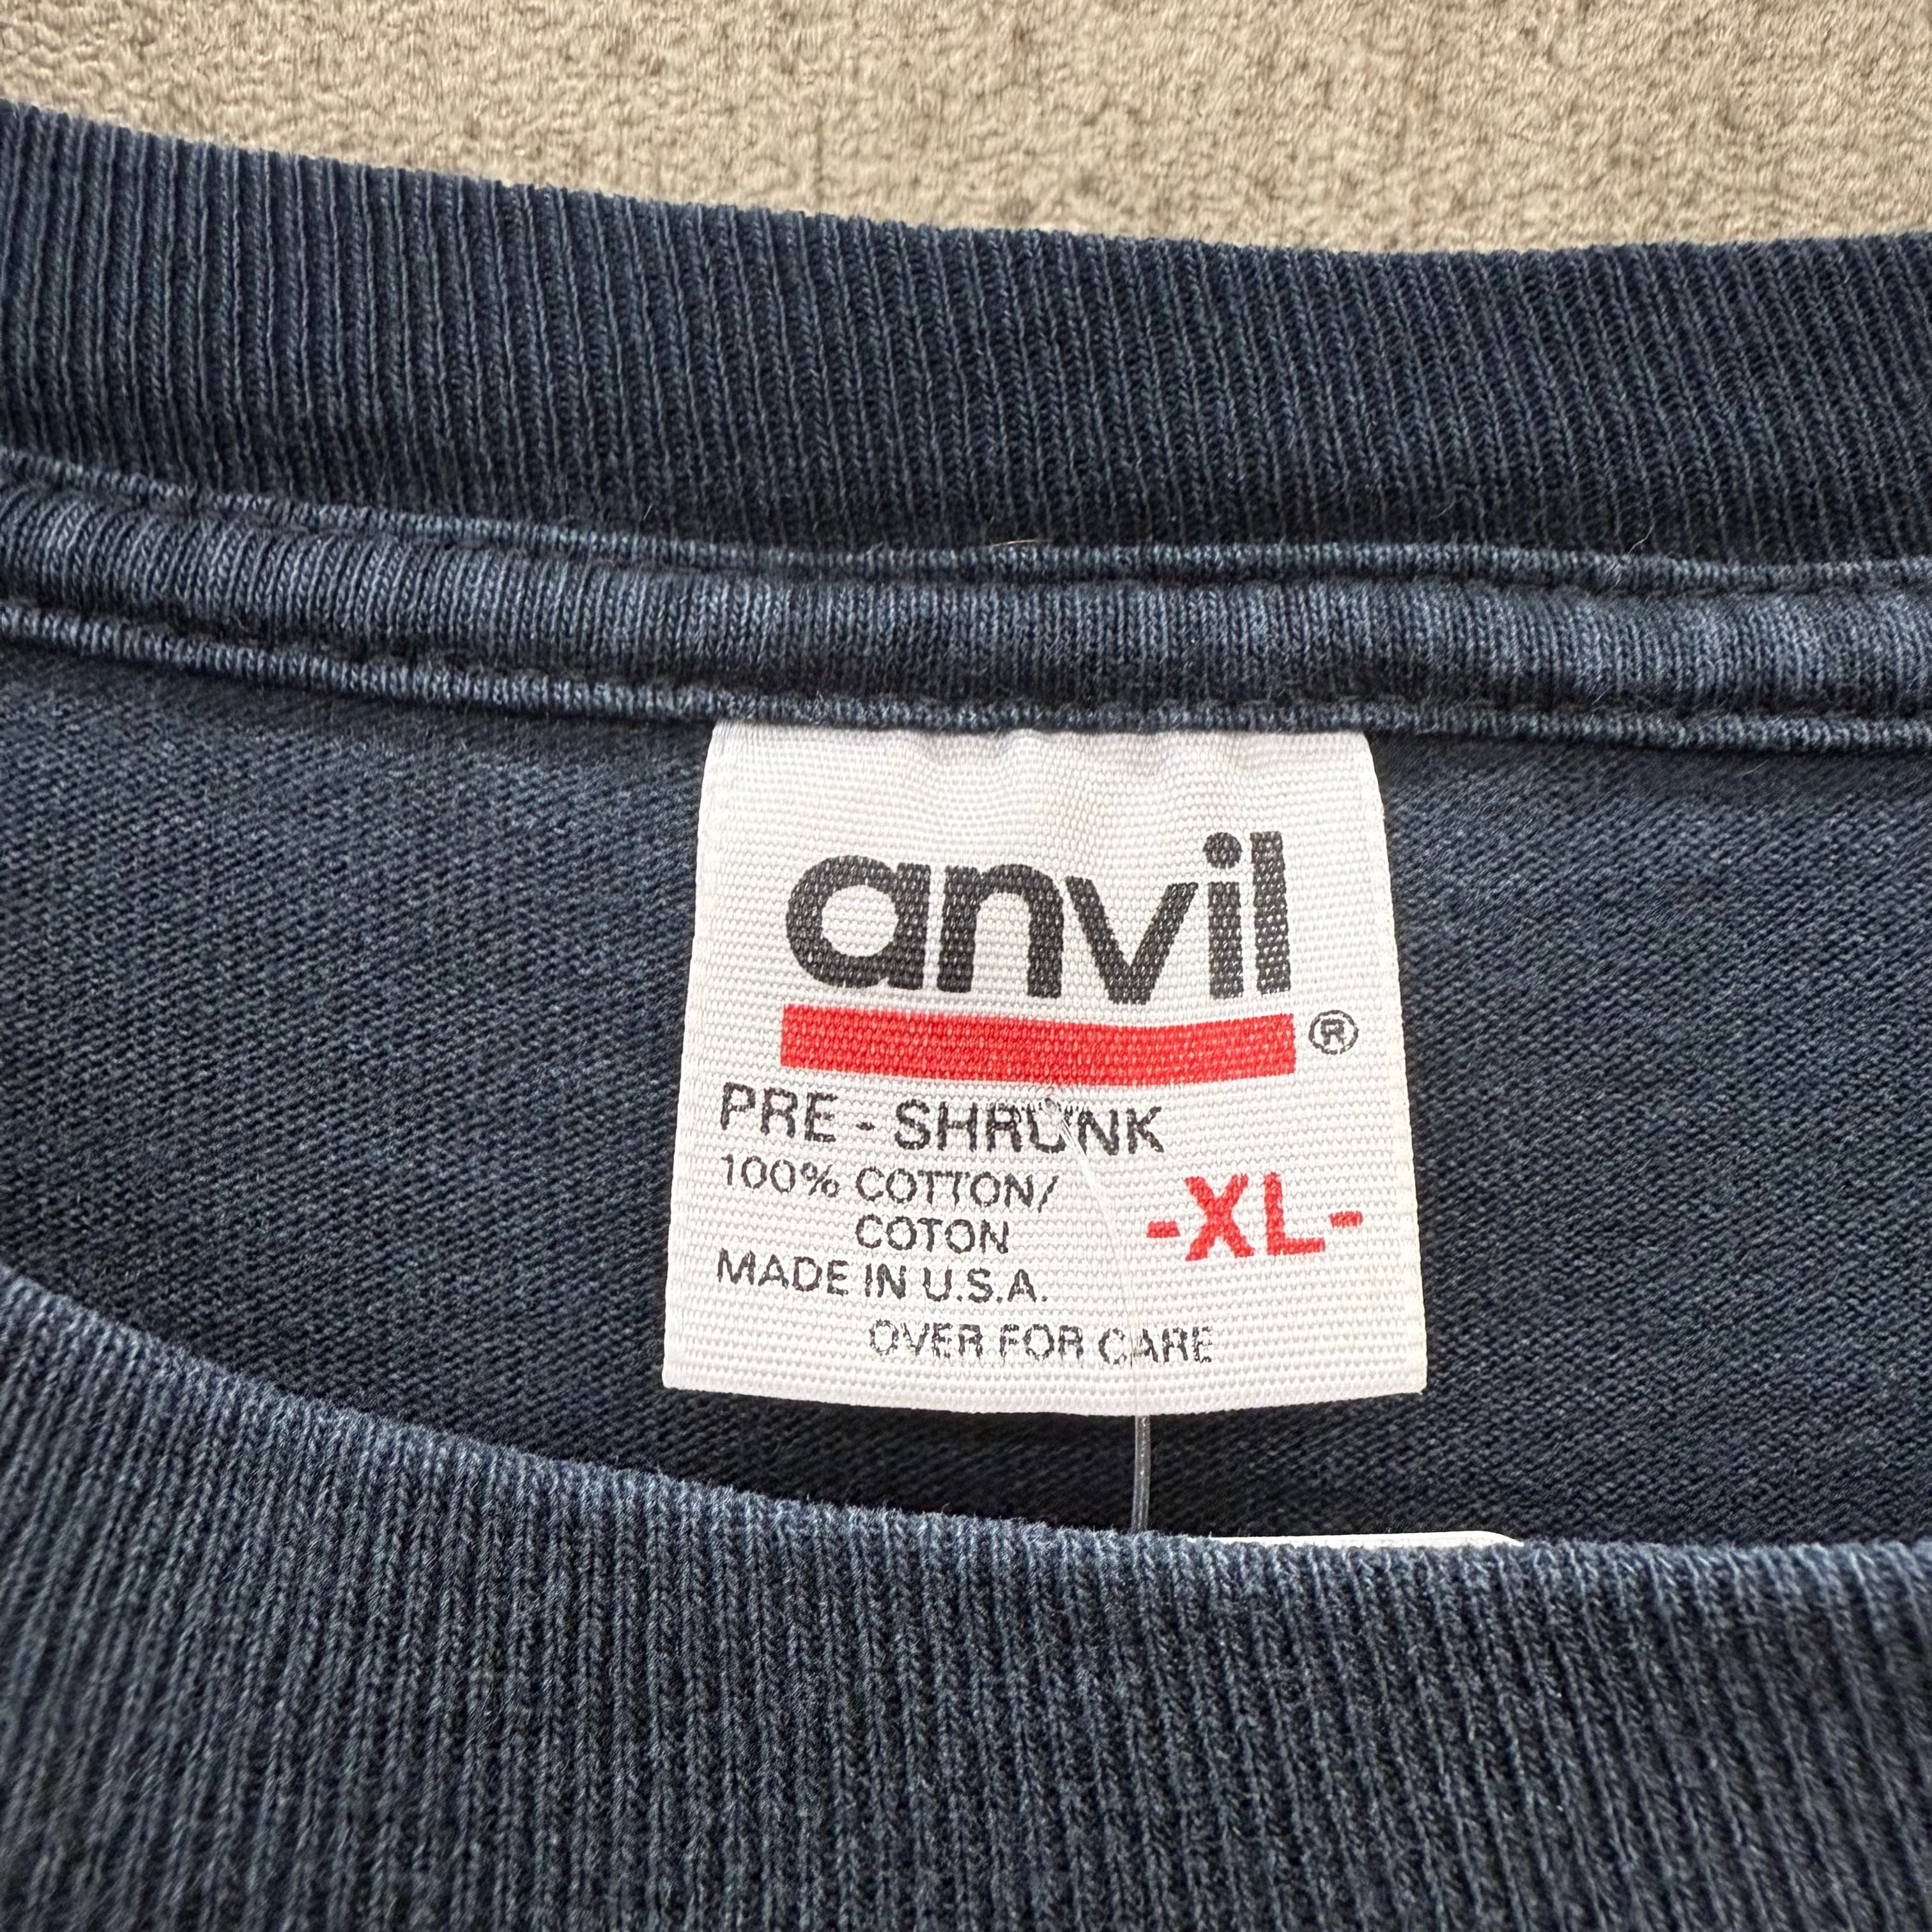 anvil
®
PRE - SHRUNK
100% COTTON/
COTON
-XL-
MADE IN U.S.A.
OVER FOR CARE